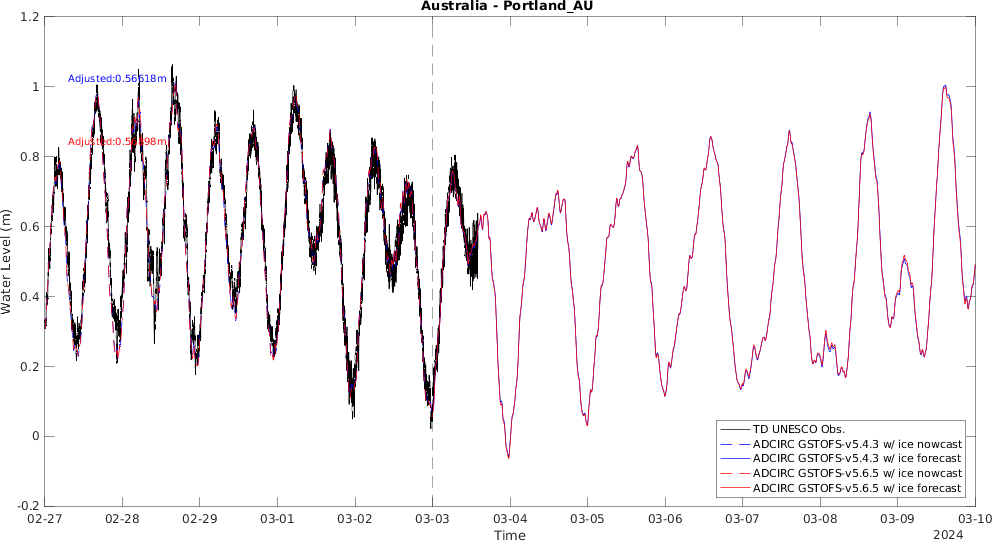 Australia - Portland_AU
1.2
1
0.8
0.6
0.4
0.2
0
-0.2
Water Level (m)
Adjusted:0.56618m
02-27
02-28
02-29
03-01
03-02
03-03
03-04
03-05
03-06
03-07
03-08
03-09
03-10
Time
2024
TD UNESCO Obs.
ADCIRC GSTOFS-v5.4.3 w/ ice nowcast
ADCIRC GSTOFS-v5.4.3 w/ ice forecast
ADCIRC GSTOFS-v5.6.5 w/ ice nowcast
ADCIRC GSTOFS-v5.6.5 w/ ice forecast